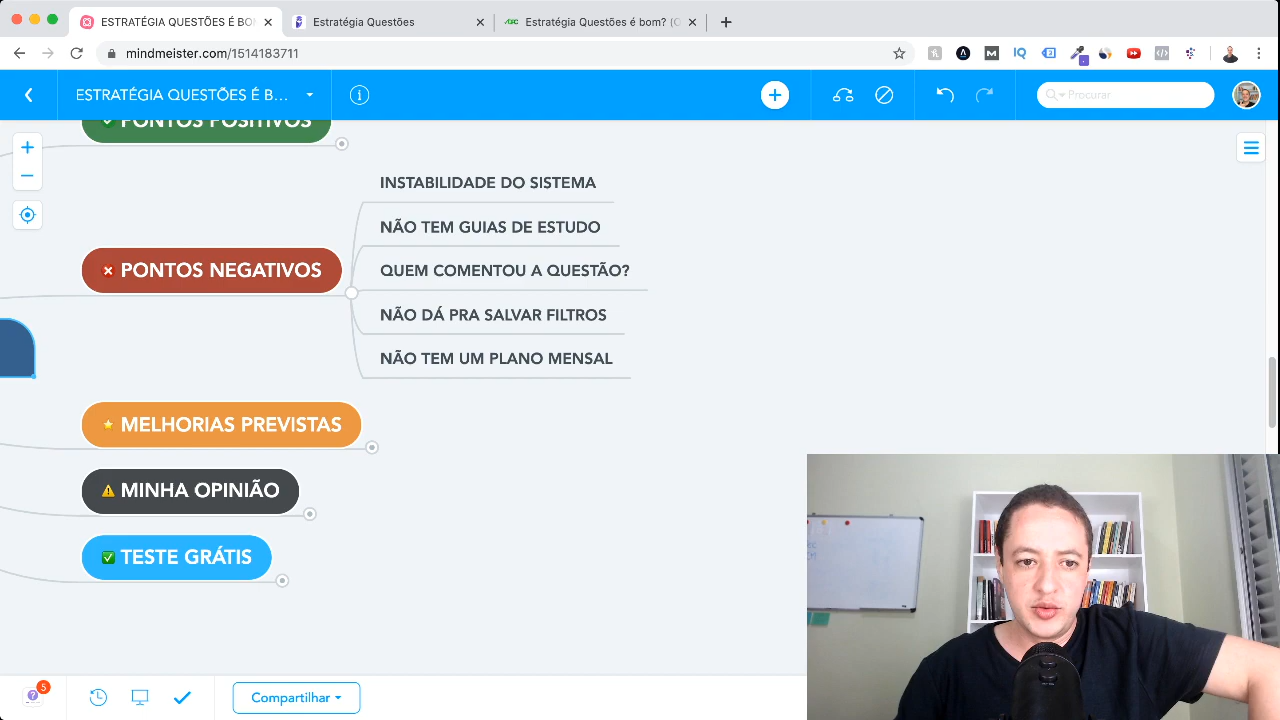 ESTRATÉGIA QUESTÕES É BOM
Estratégia Questões
Estratégia Questões é bom? (O
mindmeister.com/1514183711
ESTRATÉGIA QUESTÕES É B...
Procurar
PONTOS POSITIVOS
INSTABILIDADE DO SISTEMA
NÃO TEM GUIAS DE ESTUDO
PONTOS NEGATIVOS
QUEM COMENTOU A QUESTÃO?
NÃO DÁ PRA SALVAR FILTROS
NÃO TEM UM PLANO MENSAL
MELHORIAS PREVISTAS
MINHA OPINIÃO
TESTE GRÁTIS
5
Compartilhar